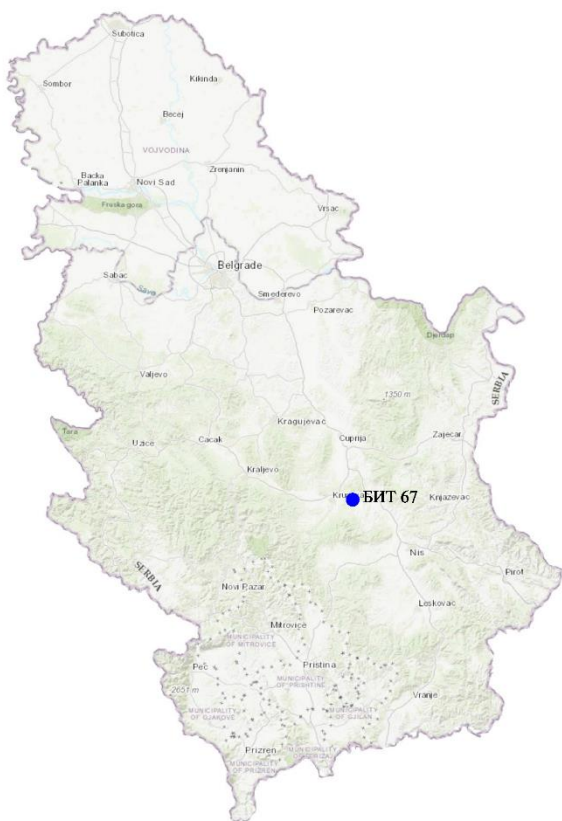 Subotica
Sombor
Kikinda
Becej
VOJVODINA
Backa
Palanka
Novi Sad
Zrenjanin
Fruska gora
Vrsac
Belgrade
Sabac
Sava
Smederevo
Pozarevac
Djerdap
SERBIA
Valjevo
1350 m
Kragujevac
Tara
Uzice
Cacak
Cuprija
Zajecar
Kraljevo
БИТ 67
Knjazevac
Nis
Pirot
SERBIA
Novi Pazar
Leskovac
Mitrovice
MUNICIPALITY
OF MITROVICE
Pristina
Pec
2651 m
MUNICIPALITY
OF PRISHTINE
Vranje
MUNICIPALITY
OF GJAKOVE
MUNICIPALITY
OF GJILAN
Prizren
MUNICIPALITY
MUNICIPALITY
OF PRIZREN